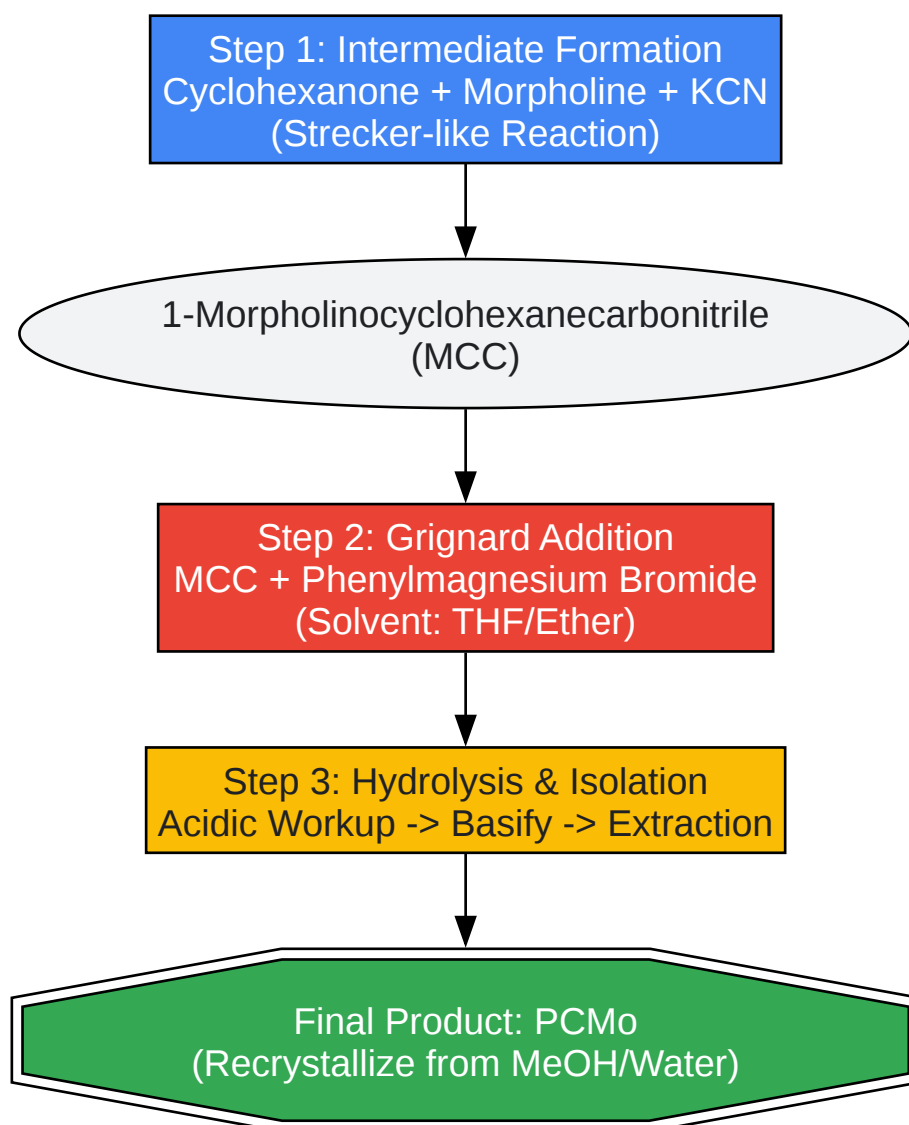 Step 1: Intermediate Formation
Cyclohexanone + Morpholine + KCN
(Strecker-like Reaction)
1-Morpholinocyclohexanecarbonitrile
(MCC)
Step 2: Grignard Addition
MCC + Phenylmagnesium Bromide
(Solvent: THF/Ether)
Step 3: Hydrolysis & Isolation
Acidic Workup -> Basify -> Extraction
Final Product: PCMo
(Recrystallize from MeOH/Water)